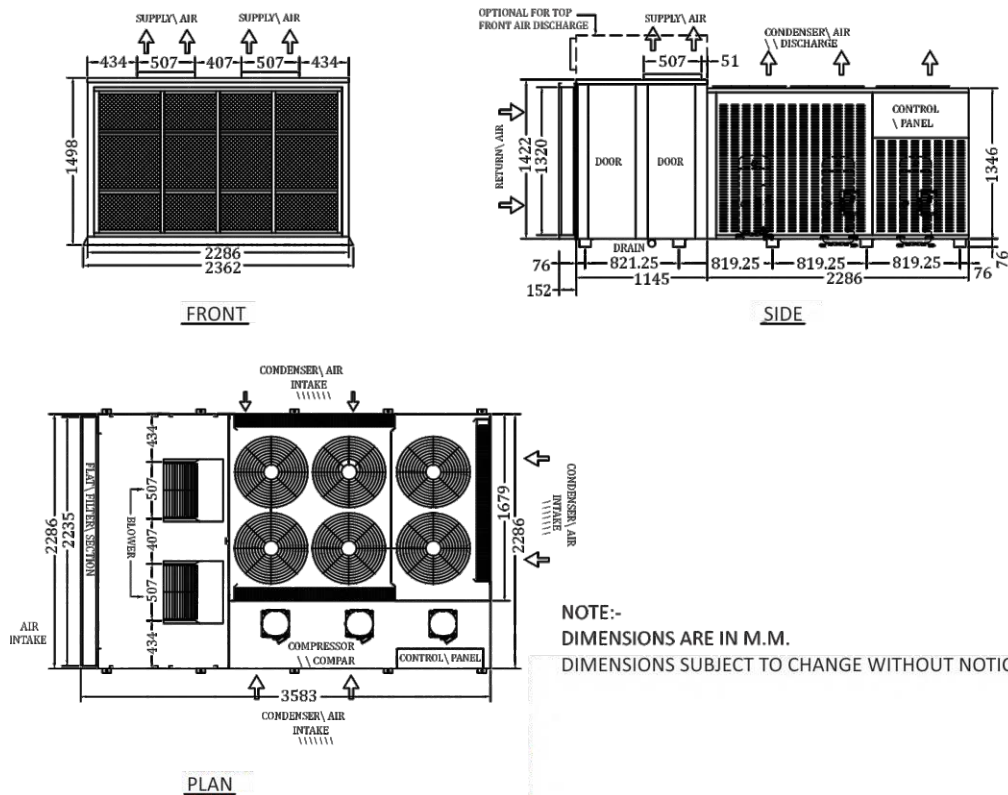 SUPPLY\ AIR SUPPLY\ AIR
434 507 407 507 434
1498
2286
2362
FRONT
OPTIONAL FOR TOP
FRONT AIR DISCHARGE
SUPPLY\ AIR
CONDENSER\ AIR
\\ DISCHARGE
507 51
RETURN\ AIR
1422
1320
DOOR DOOR
CONTROL
\ PANEL
1346
DRAIN
76 821.25 819.25 819.25 819.25 76
76
152 1145 2286
SIDE
CONDENSER\ AIR
INTAKE
\\\\\\\
2286
2235
FLAT\ FILTER\ SECTION
BLOWER
434
507
407
507
434
1679
2286
CONDENSER\ AIR
INTAKE
\\\\\\\
AIR
INTAKE
COMPRESSOR
\\ COMPAR
CONTROL\ PANEL
3583
CONDENSER\ AIR
INTAKE
\\\\\\\
PLAN
NOTE:-
DIMENSIONS ARE IN M.M.
DIMENSIONS SUBJECT TO CHANGE WITHOUT NOTIC